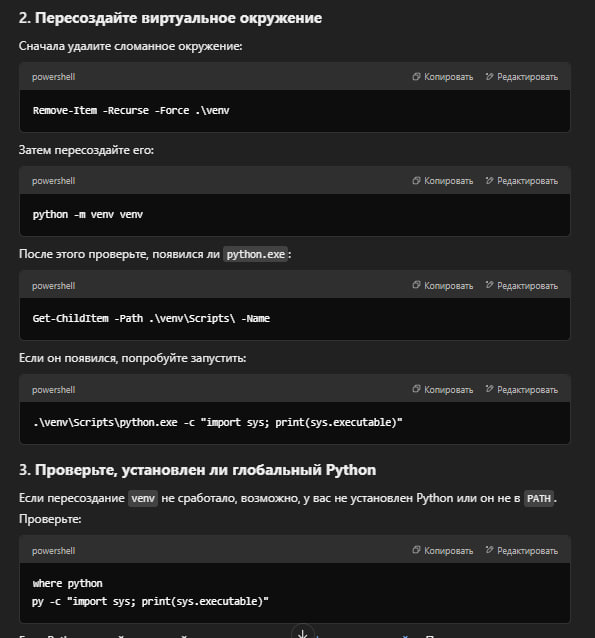 2. Пересоздайте виртуальное окружение
Сначала удалите сломанное окружение:
powershell Копировать Редактировать
Remove-Item -Recurse -Force .\venv
Затем пересоздайте его:
powershell Копировать Редактировать
python -m venv venv
После этого проверьте, появился ли python.exe:
powershell Копировать Редактировать
Get-ChildItem -Path .\venv\Scripts\ -Name
Если он появился, попробуйте запустить:
powershell Копировать Редактировать
.\venv\Scripts\python.exe -c "import sys; print(sys.executable)"
3. Проверьте, установлен ли глобальный Python
Если пересоздание venv не сработало, возможно, у вас не установлен Python или он не в PATH.
Проверьте:
powershell Копировать Редактировать
where python
py -c "import sys; print(sys.executable)"